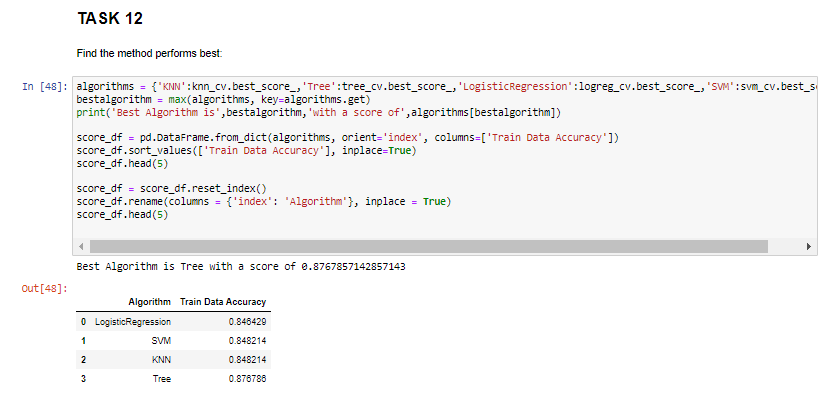 TASK 12
Find the method performs best:
In [48]: algorithms = {'KNN':knn_cv.best_score_,'Tree':tree_cv.best_score_,'LogisticRegression':logreg_cv.best_score_,'SVM':svm_cv.best_s
bestalgorithm = max(algorithms, key=algorithms.get)
print('Best Algorithm is',bestalgorithm,'with a score of',algorithms[bestalgorithm])
score_df = pd.DataFrame.from_dict(algorithms, orient='index', columns=['Train Data Accuracy'])
score_df.sort_values(['Train Data Accuracy'], inplace=True)
score_df.head(5)
score_df = score_df.reset_index()
score_df.rename(columns = {'index': 'Algorithm'}, inplace = True)
score_df.head(5)
Best Algorithm is Tree with a score of 0.8767857142857143
Out[48]:
Algorithm Train Data Accuracy
0 LogisticRegression 0.846429
1 SVM 0.848214
2 KNN 0.848214
3 Tree 0.876786